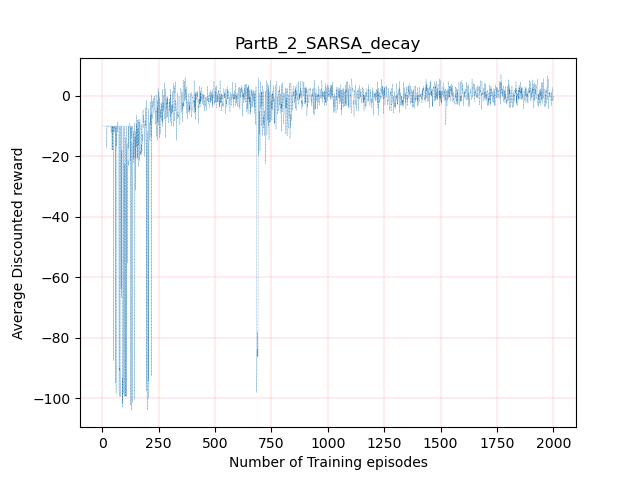 PartB_2_SARSA_decay
Average Discounted reward
0
−20
−40
−60
−80
−100
0 250 500 750 1000 1250 1500 1750 2000
Number of Training episodes